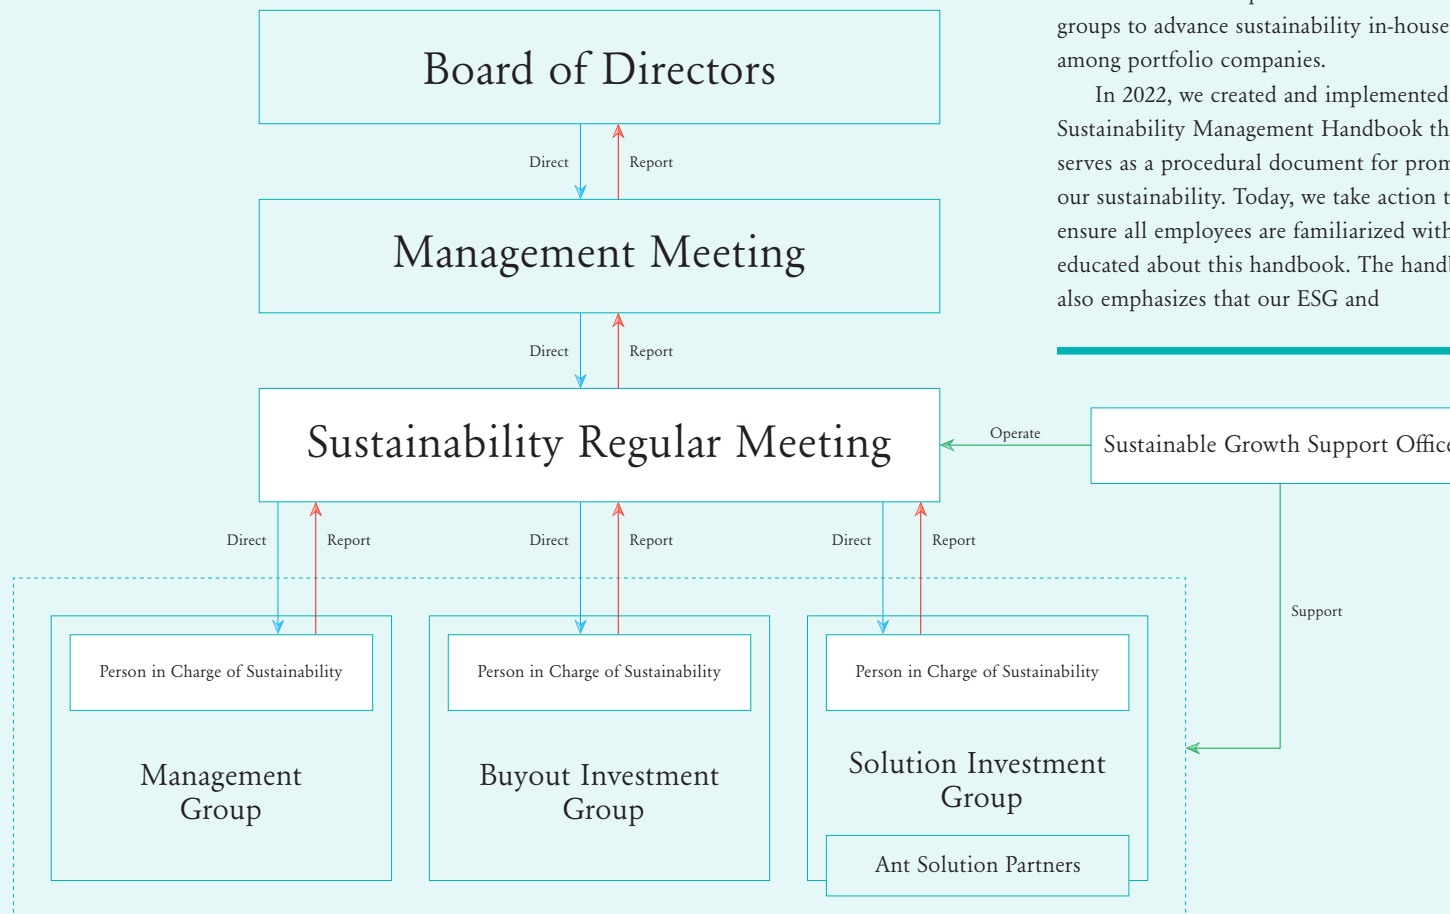 Board of Directors
Direct
Report
Management Meeting
Direct
Report
Sustainability Regular Meeting
Operate
Sustainable Growth Support Office
Direct
Report
Direct
Report
Direct
Report
Support
Person in Charge of Sustainability
Person in Charge of Sustainability
Person in Charge of Sustainability
Management
Group
Buyout Investment
Group
Solution Investment
Group
Ant Solution Partners
groups to advance sustainability in-house
among portfolio companies.
In 2022, we created and implemented
Sustainability Management Handbook
serves as a procedural document for
our sustainability. Today, we take action
ensure all employees are familiarized with
educated about this handbook. The
also emphasizes that our ESG and